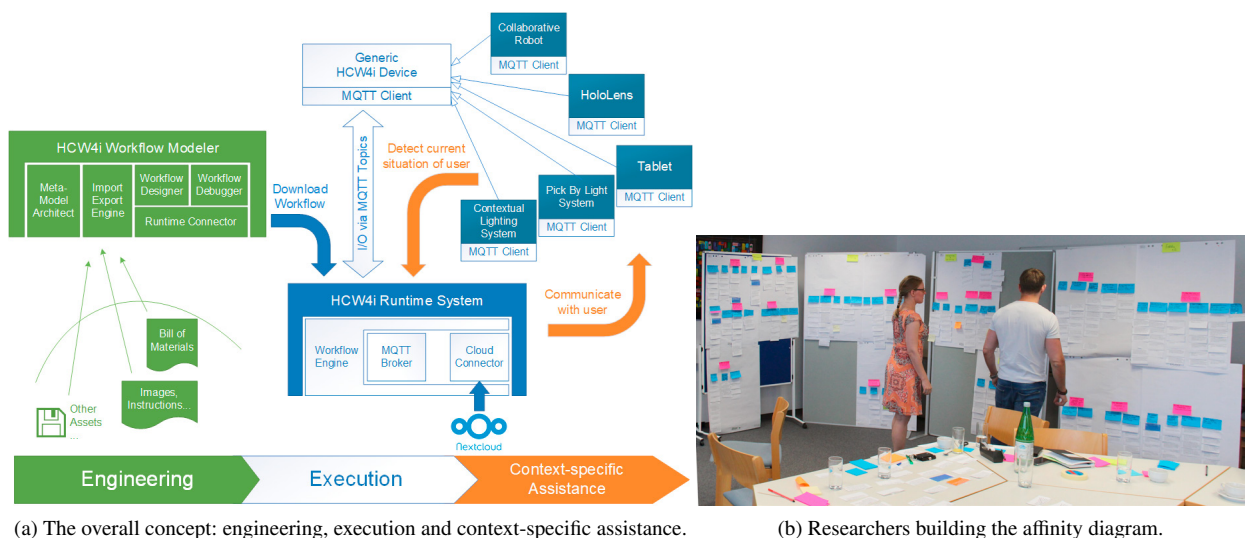 Collaborative
Robot
MQTT Client
Generic
HCW4i Device
MQTT Client
HoloLens
MQTT Client
HCW4i Workflow Modeler
Meta-
Model
Architect
Import
Export
Engine
Workflow
Designer
Workflow
Debugger
Runtime Connector
Download
Workflow
I/O via MQTT Topics
Detect current
situation of user
Tablet
MQTT Client
Pick By Light
System
MQTT Client
Contextual
Lighting
System
MQTT Client
HCW4i Runtime System
Workflow
Engine
MQTT
Broker
Cloud
Connector
Communicate
with user
Bill of
Materials
Images,
Instructions...
Other
Assets
...
Nextcloud
Engineering
Execution
Context-specific
Assistance
(a) The overall concept: engineering, execution and context-specific assistance.
(b) Researchers building the affinity diagram.